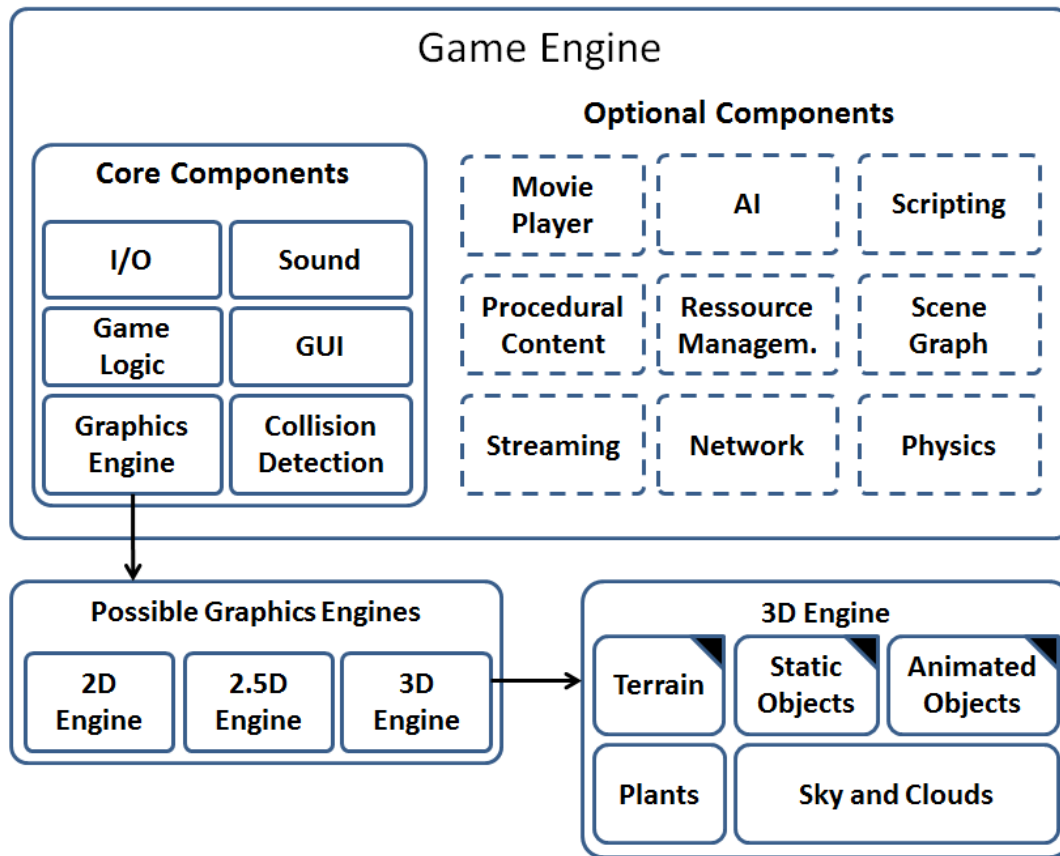 Game Engine
Optional Components
Core Components
Movie
Player
AI
Scripting
I/O
Sound
Procedural
Content
Ressource
Managem.
Scene
Graph
Game
Logic
GUI
Graphics
Engine
Collision
Detection
Streaming
Network
Physics
Possible Graphics Engines
2D
Engine
2.5D
Engine
3D
Engine
3D Engine
Terrain
Static
Objects
Animated
Objects
Plants
Sky and Clouds